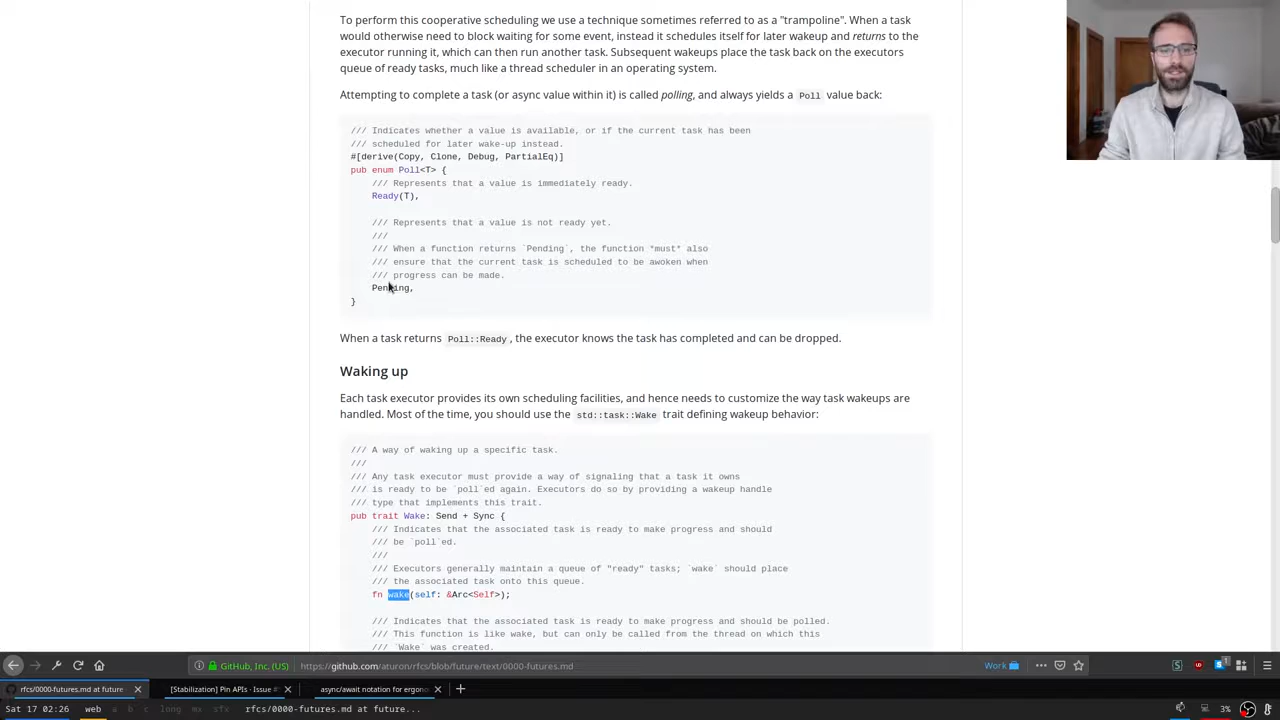 To perform this cooperative scheduling we use a technique sometimes referred to as a "trampoline". When a task
would otherwise need to block waiting for some event, instead it schedules itself for later wakeup and returns to the
executor running it, which can then run another task. Subsequent wakeups place the task back on the executors
queue of ready tasks, much like a thread scheduler in an operating system.
Attempting to complete a task (or async value within it) is called polling, and always yields a Poll value back:
/// Indicates whether a value is available, or if the current task has been
/// scheduled for later wake-up instead.
#[derive(Copy, Clone, Debug, PartialEq)]
pub enum Poll<T> {
/// Represents that a value is immediately ready.
Ready(T),
/// Represents that a value is not ready yet.
///
/// When a function returns `Pending`, the function *must* also
/// ensure that the current task is scheduled to be awoken when
/// progress can be made.
Pending,
}
When a task returns Poll::Ready, the executor knows the task has completed and can be dropped.
Waking up
Each task executor provides its own scheduling facilities, and hence needs to customize the way task wakeups are
handled. Most of the time, you should use the std::task::Wake trait defining wakeup behavior:
/// A way of waking up a specific task.
///
/// Any task executor must provide a way of signaling that a task it owns
/// is ready to be `poll`ed again. Executors do so by providing a wakeup handle
/// type that implements this trait.
pub trait Wake: Send + Sync {
/// Indicates that the associated task is ready to make progress and should
/// be `poll`ed.
///
/// Executors generally maintain a queue of "ready" tasks; `wake` should place
/// the associated task onto this queue.
fn wake(self: &Arc<Self>);
/// Indicates that the associated task is ready to make progress and should be polled.
/// This function is like wake, but can only be called from the thread on which this
/// `Wake` was created.
GitHub, Inc. (US) https://github.com/aturon/rfcs/blob/future/text/0000-futures.md Work
rfcs/0000-futures.md at future [Stabilization] Pin APIs · Issue # async/await notation for ergono
Sat 17 02:26 web a b c long mx sfx rfcs/0000-futures.md at future... 3%